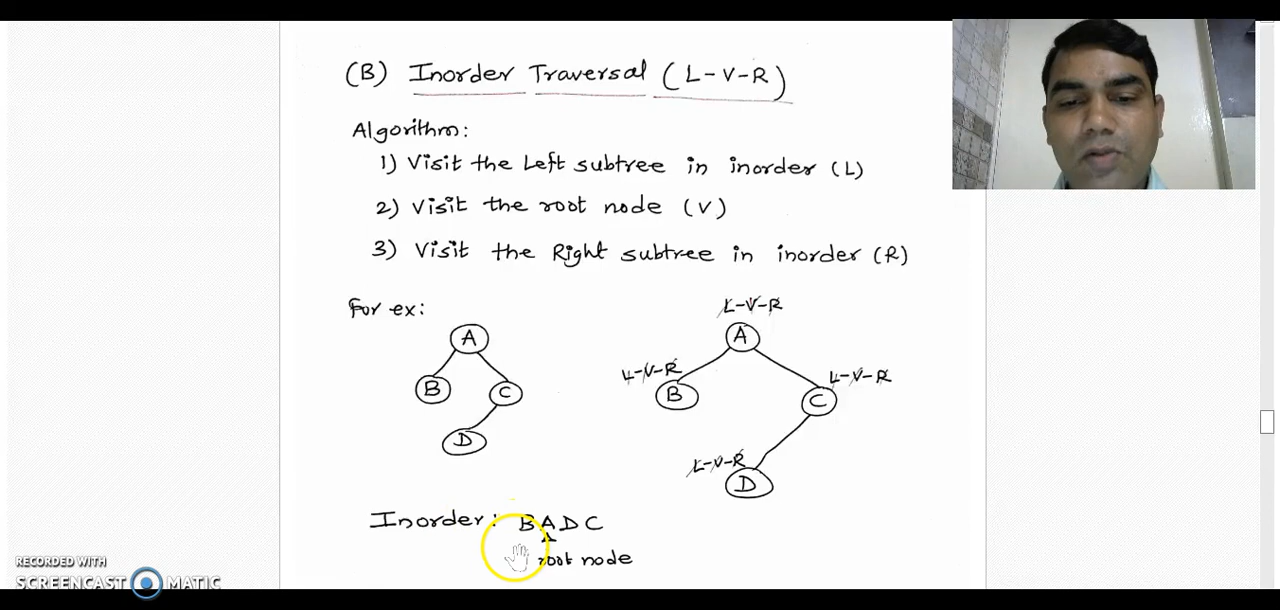 (B) Inorder Traversal (L-V-R)
Algorithm:
1) Visit the Left subtree in inorder (L)
2) Visit the root node (V)
3) Visit the Right subtree in inorder (R)
For ex:
L-V-R
A
A
L-V-R
L-V-R
B
C
B
C
D
L-V-R
D
Inorder: B A D C
root node
RECORDED WITH
SCREENCAST MATIC